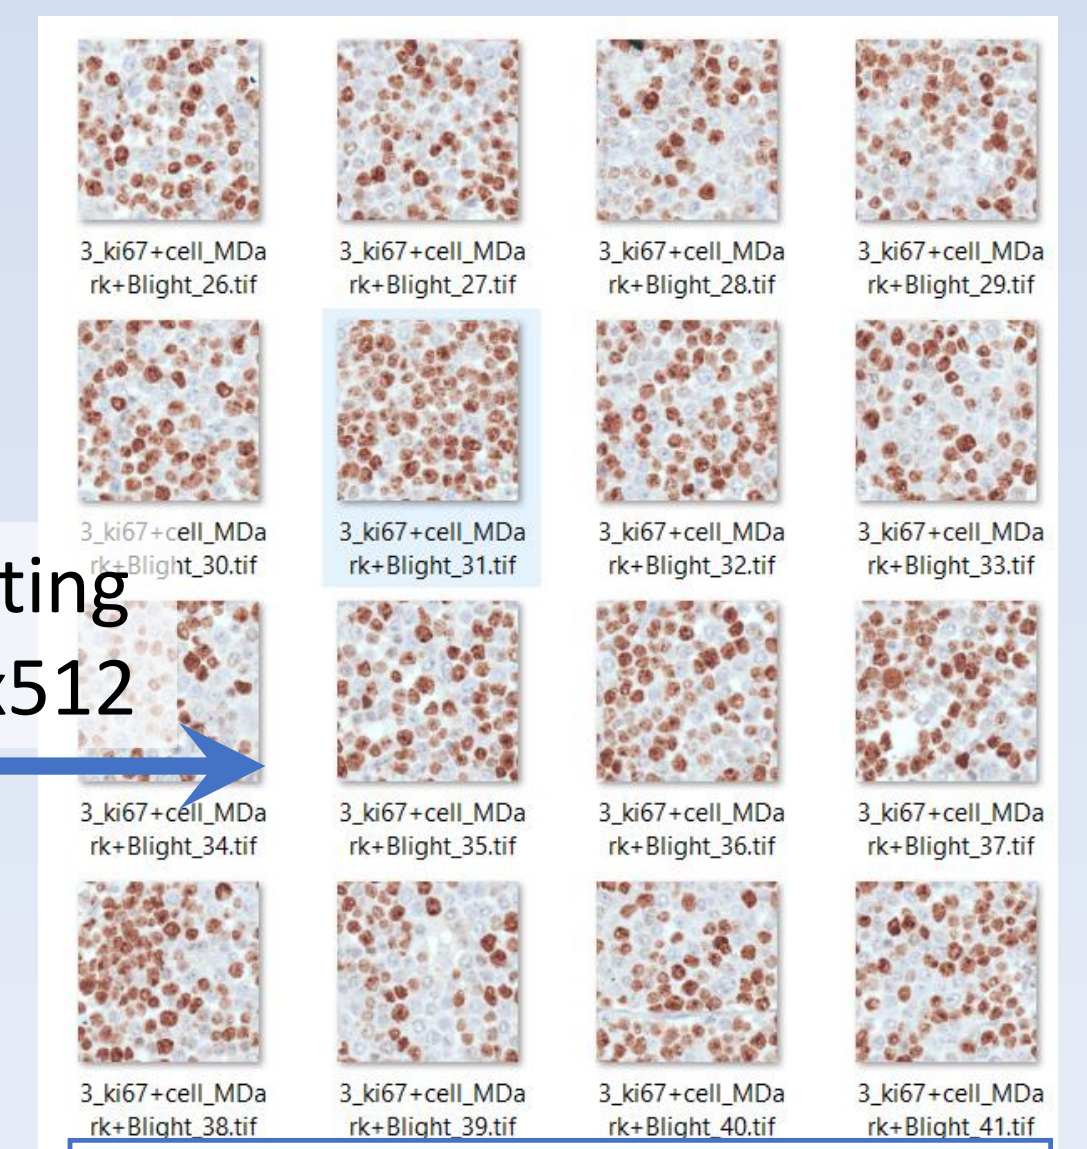 3_ki67+cell_MDa
rk+Blight_26.tif
3_ki67+cell_MDa
rk+Blight_27.tif
3_ki67+cell_MDa
rk+Blight_28.tif
3_ki67+cell_MDa
rk+Blight_29.tif
3_ki67+cell_MDa
rk+Blight_30.tif
3_ki67+cell_MDa
rk+Blight_31.tif
3_ki67+cell_MDa
rk+Blight_32.tif
3_ki67+cell_MDa
rk+Blight_33.tif
ting
x512
3_ki67+cell_MDa
rk+Blight_34.tif
3_ki67+cell_MDa
rk+Blight_35.tif
3_ki67+cell_MDa
rk+Blight_36.tif
3_ki67+cell_MDa
rk+Blight_37.tif
3_ki67+cell_MDa
rk+Blight_38.tif
3_ki67+cell_MDa
rk+Blight_39.tif
3_ki67+cell_MDa
rk+Blight_40.tif
3_ki67+cell_MDa
rk+Blight_41.tif